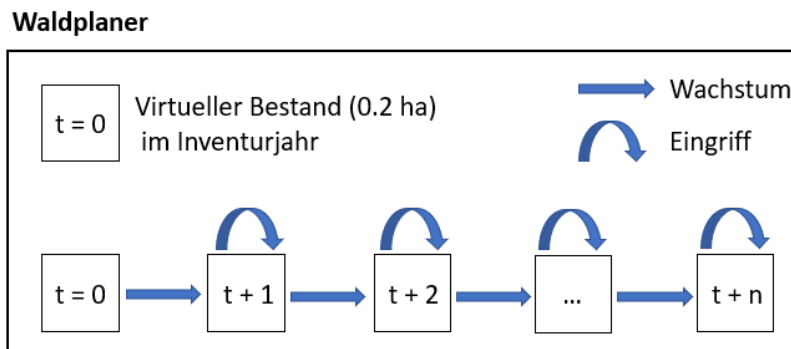 Waldplaner
t = 0
Virtueller Bestand (0.2 ha)
im Inventurjahr
Wachstum
Eingriff
t = 0
t + 1
t + 2
...
t + n